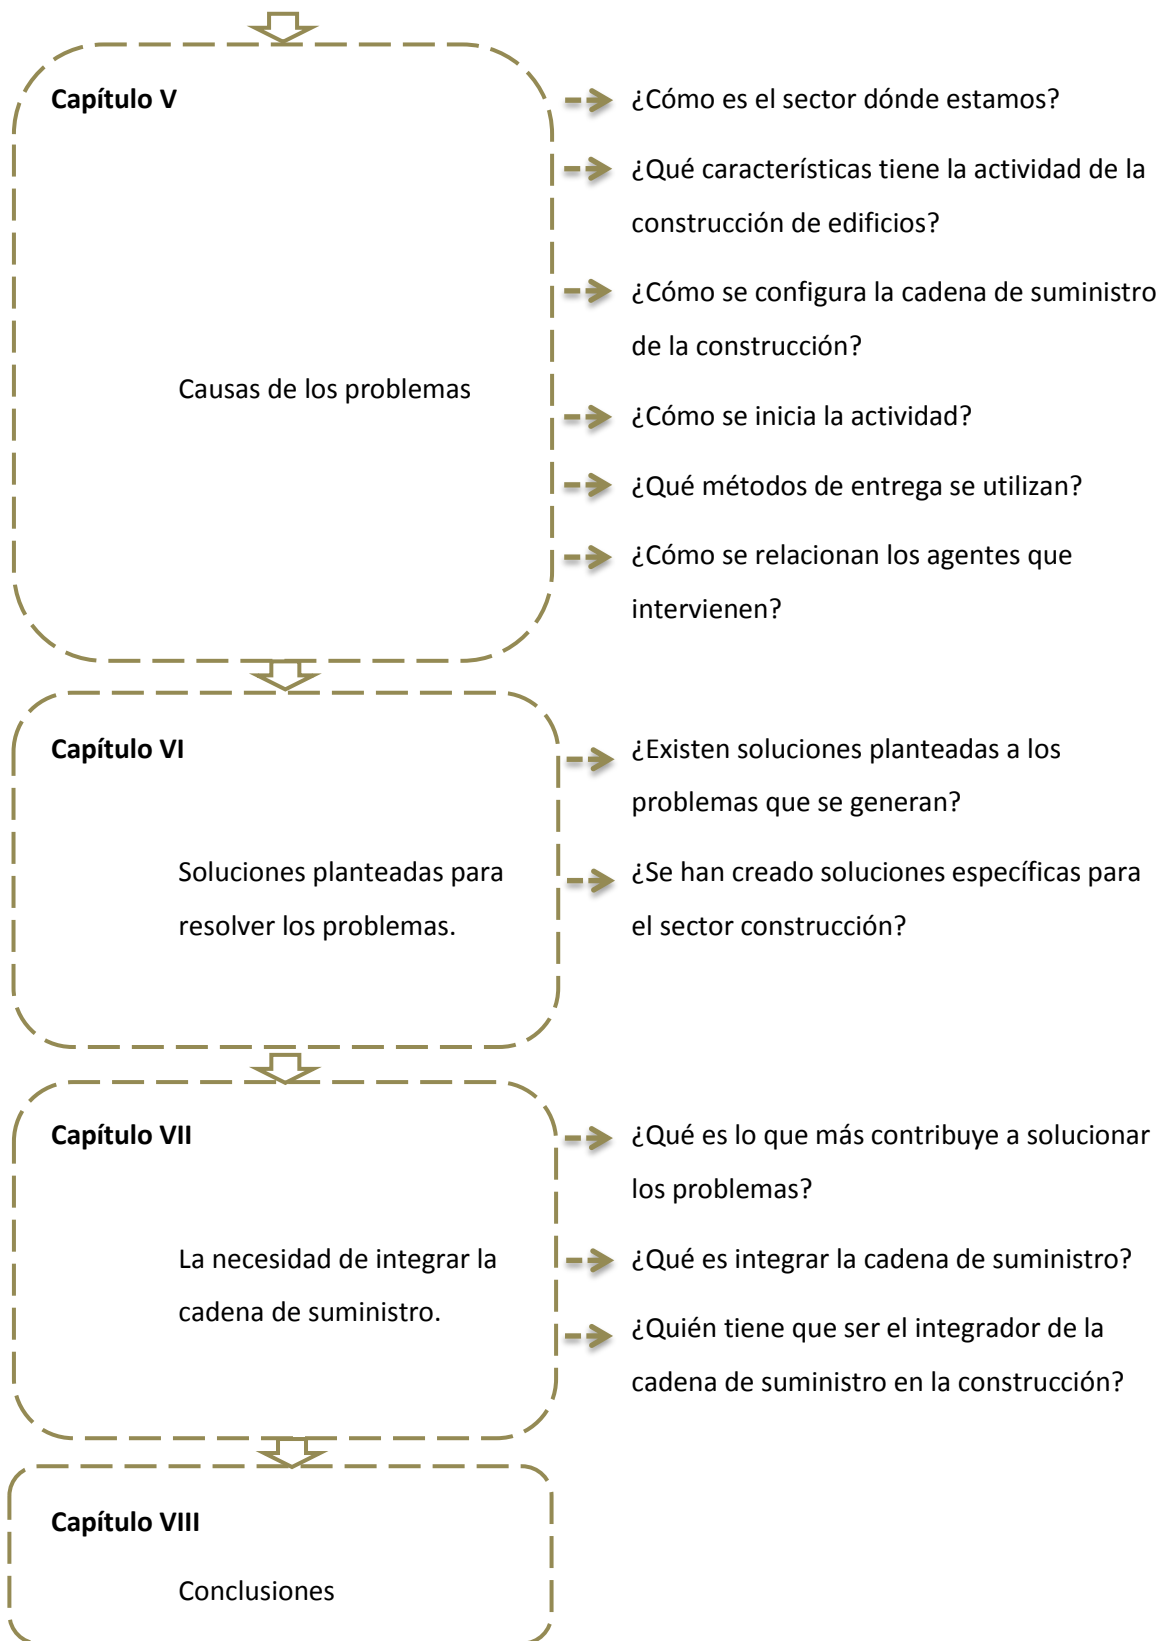 Capítulo V
¿Cómo es el sector dónde estamos?
¿Qué características tiene la actividad de la
construcción de edificios?
¿Cómo se configura la cadena de suministro
de la construcción?
Causas de los problemas
¿Cómo se inicia la actividad?
¿Qué métodos de entrega se utilizan?
¿Cómo se relacionan los agentes que
intervienen?
Capítulo VI
¿Existen soluciones planteadas a los
problemas que se generan?
Soluciones planteadas para
resolver los problemas.
¿Se han creado soluciones específicas para
el sector construcción?
Capítulo VII
¿Qué es lo que más contribuye a solucionar
los problemas?
La necesidad de integrar la
cadena de suministro.
¿Qué es integrar la cadena de suministro?
¿Quién tiene que ser el integrador de la
cadena de suministro en la construcción?
Capítulo VIII
Conclusiones